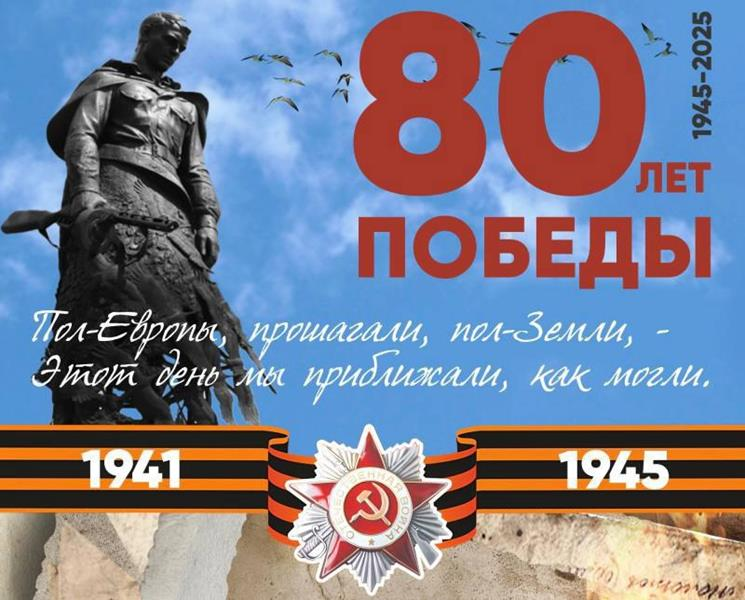 80
ЛЕТ
ПОБЕДЫ
1945-2025
Пол-Европы, прошагали, пол-Земли, -
Этот день мы приближали, как могли.
1941
1945
ОТЕЧЕСТВЕННАЯ ВОЙНА